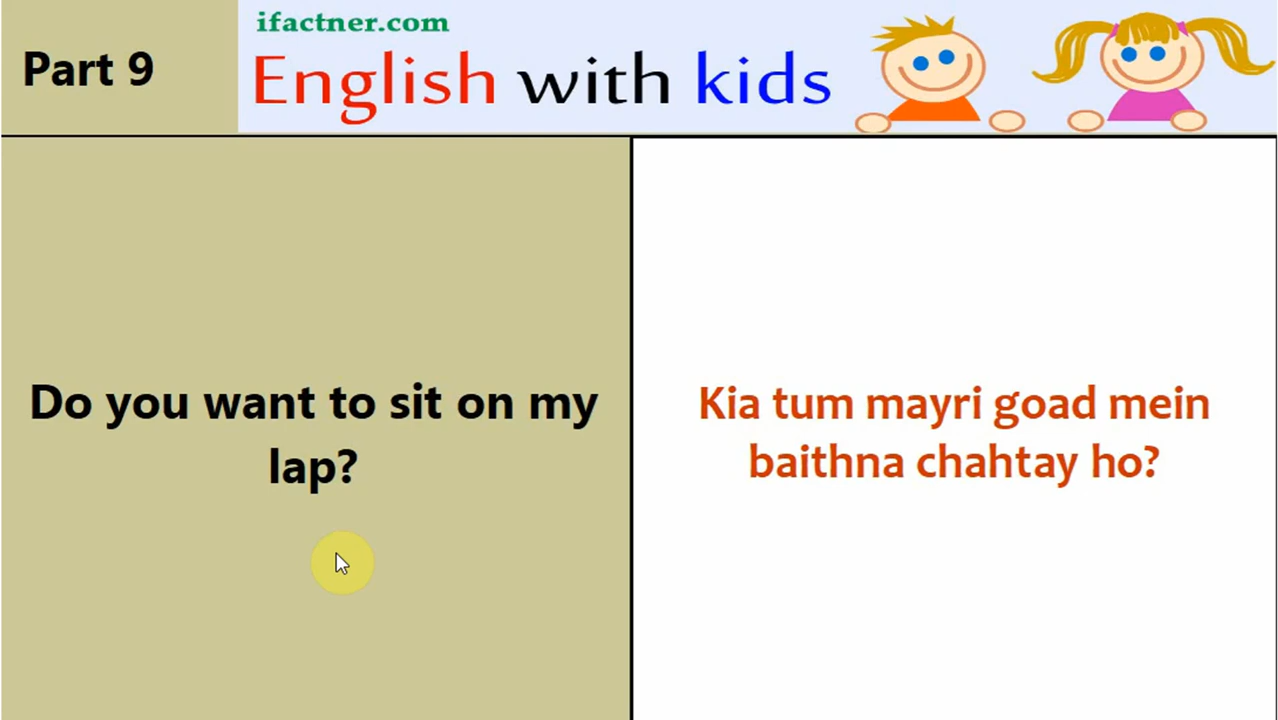 Part 9
ifactner.com
English with kids
Do you want to sit on my
lap?
Kia tum mayri goad mein
baithna chahtay ho?